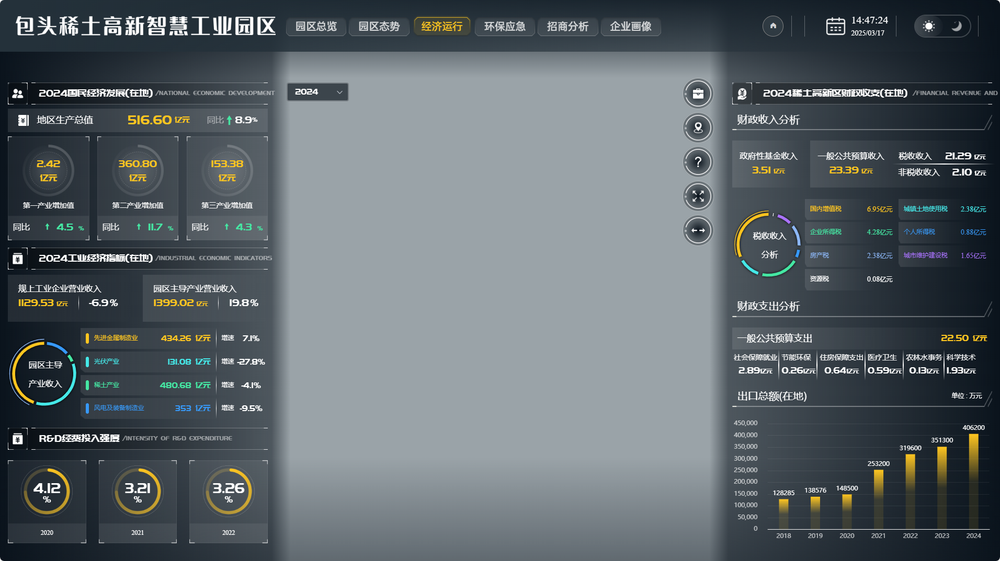 包头稀土高新智慧工业园区
园区总览
园区态势
经济运行
环保应急
招商分析
企业画像
14:47:24
2025/03/17
2024国民经济发展(在地) /NATIONAL ECONOMIC DEVELOPMENT
地区生产总值 516.60 亿元 同比 8.9%
2.42
亿元
第一产业增加值
同比 4.5 %
360.80
亿元
第二产业增加值
同比 11.7 %
153.38
亿元
第三产业增加值
同比 4.3 %
2024工业经济指标(在地) /INDUSTRIAL ECONOMIC INDICATORS
规上工业企业营业收入
1129.53 亿元 -6.9%
园区主导产业营业收入
1399.02 亿元 19.8%
园区主导
产业收入
先进金属制造业 434.26 亿元 增速 7.1%
光伏产业 131.08 亿元 增速 -27.8%
稀土产业 480.68 亿元 增速 -4.1%
风电及装备制造业 353 亿元 增速 -9.5%
R&D经费投入强度 /INTENSITY OF R&D EXPENDITURE
4.12
%
2020
3.21
%
2021
3.26
%
2022
2024
?
2024稀土高新区财政收支(在地) /FINANCIAL REVENUE AND
财政收入分析
政府性基金收入
3.51 亿元
一般公共预算收入
23.39 亿元
税收收入 21.29 亿元
非税收收入 2.10 亿元
税收收入
分析
国内增值税 6.95亿元
城镇土地使用税 2.38亿元
企业所得税 4.28亿元
个人所得税 0.88亿元
房产税 2.38亿元
城市维护建设税 1.65亿元
资源税 0.08亿元
财政支出分析
一般公共预算支出 22.50 亿元
社会保障就业
2.89亿元
节能环保
0.26亿元
住房保障支出
0.64亿元
医疗卫生
0.59亿元
农林水事务
0.13亿元
科学技术
1.93亿元
出口总额(在地) 单位 : 万元
450,000
400,000
350,000
300,000
250,000
200,000
150,000
100,000
50,000
0
128285
138576
148500
253200
319600
351300
406200
2018
2019
2020
2021
2022
2023
2024